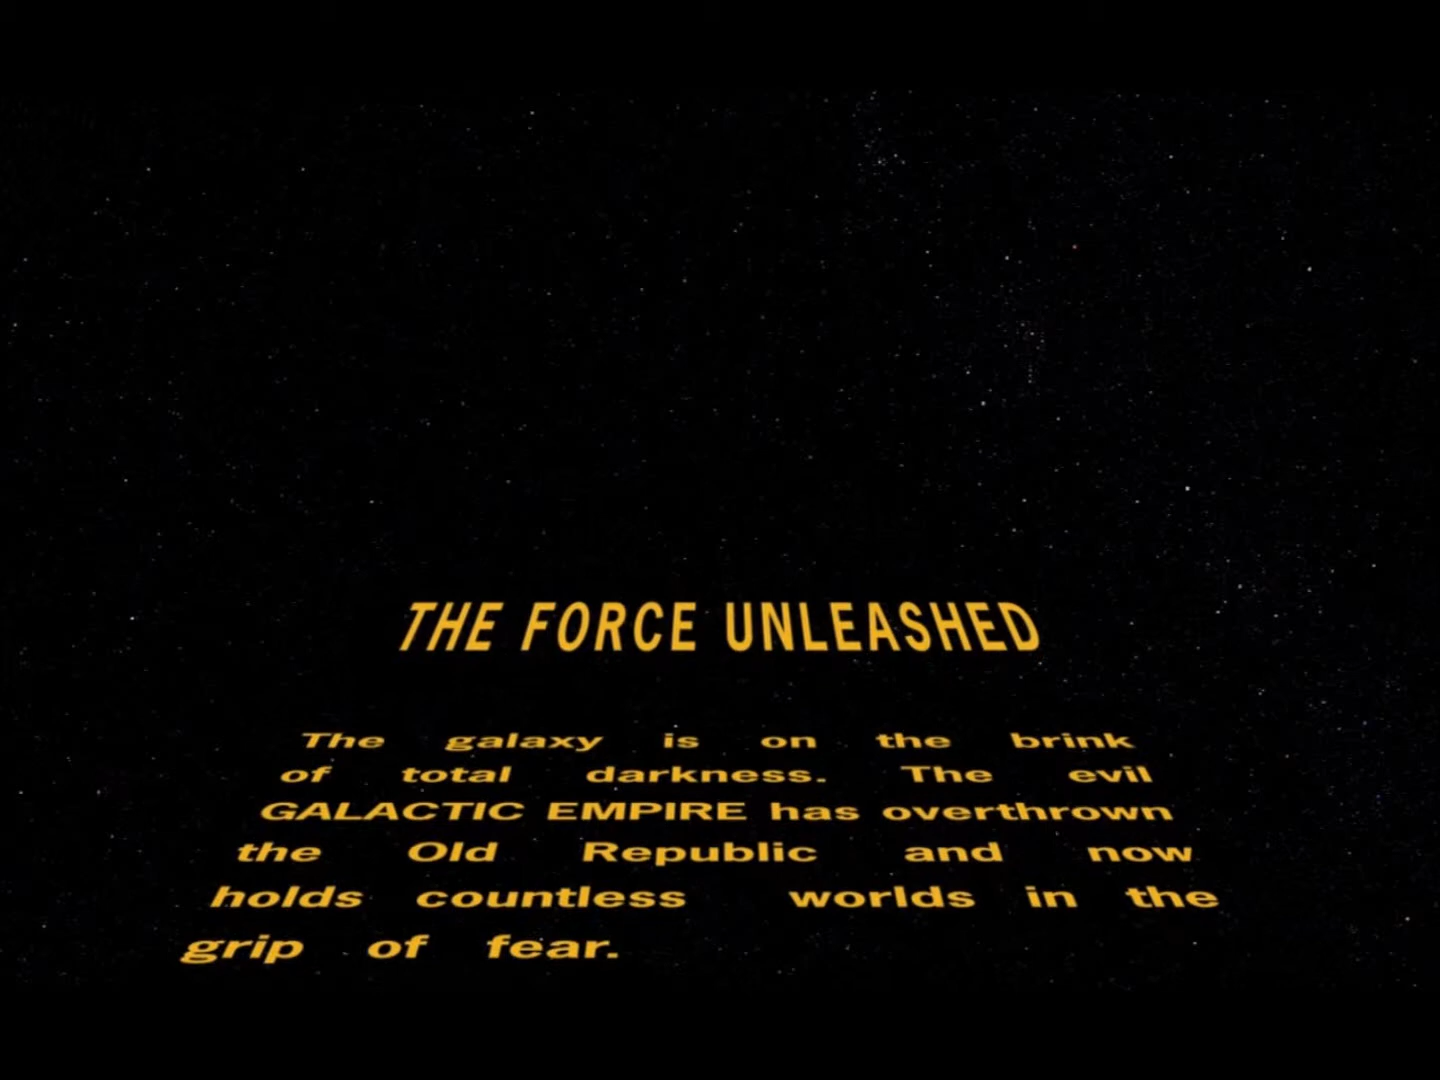 THE FORCE UNLEASHED
The galaxy is on the brink
of total darkness. The evil
GALACTIC EMPIRE has overthrown
the Old Republic and now
holds countless worlds in the
grip of fear.